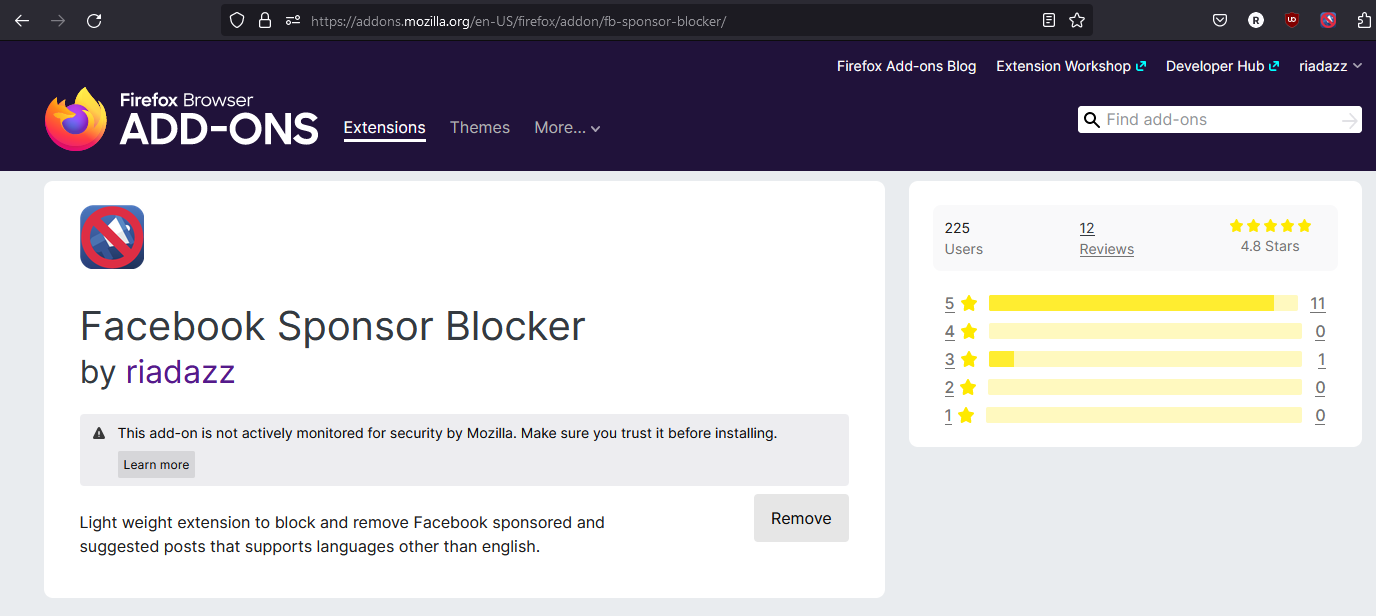 https://addons.mozilla.org/en-US/firefox/addon/fb-sponsor-blocker/
R
UD
Firefox Add-ons Blog Extension Workshop Developer Hub riadazz
Firefox Browser
ADD-ONS
Extensions Themes More...
Find add-ons
Facebook Sponsor Blocker
by riadazz
This add-on is not actively monitored for security by Mozilla. Make sure you trust it before installing.
Learn more
Light weight extension to block and remove Facebook sponsored and
suggested posts that supports languages other than english.
Remove
225 12
Users Reviews 4.8 Stars
5 11
4 0
3 1
2 0
1 0